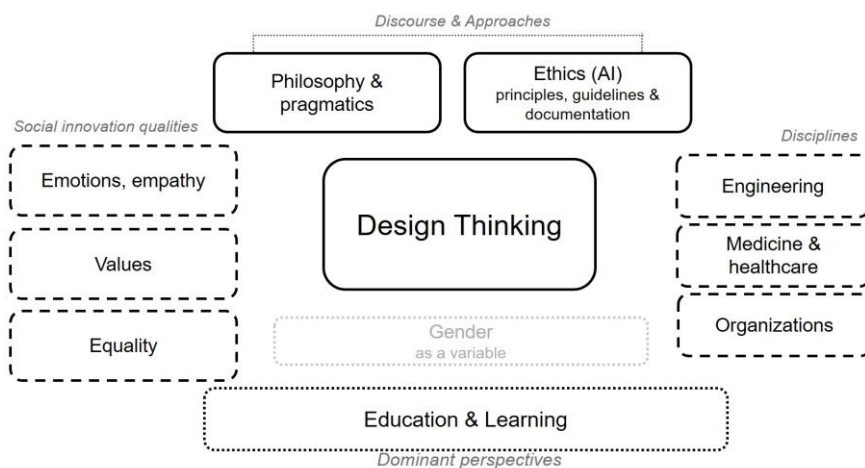 Discourse & Approaches
Philosophy &
pragmatics
Ethics (AI)
principles, guidelines &
documentation
Social innovation qualities
Emotions, empathy
Values
Equality
Design Thinking
Disciplines
Engineering
Medicine &
healthcare
Organizations
Gender
as a variable
Education & Learning
Dominant perspectives